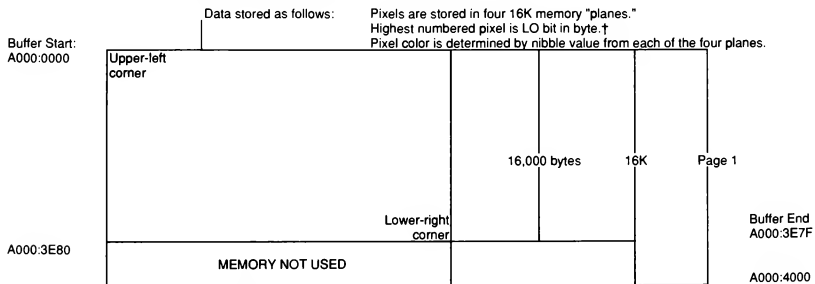 Data stored as follows: Pixels are stored in four 16K memory "planes."
Highest numbered pixel is LO bit in byte.†
Pixel color is determined by nibble value from each of the four planes.
Buffer Start:
A000:0000
Upper-left
corner
16,000 bytes 16K Page 1
Lower-right
corner
Buffer End
A000:3E7F
A000:3E80
MEMORY NOT USED
A000:4000